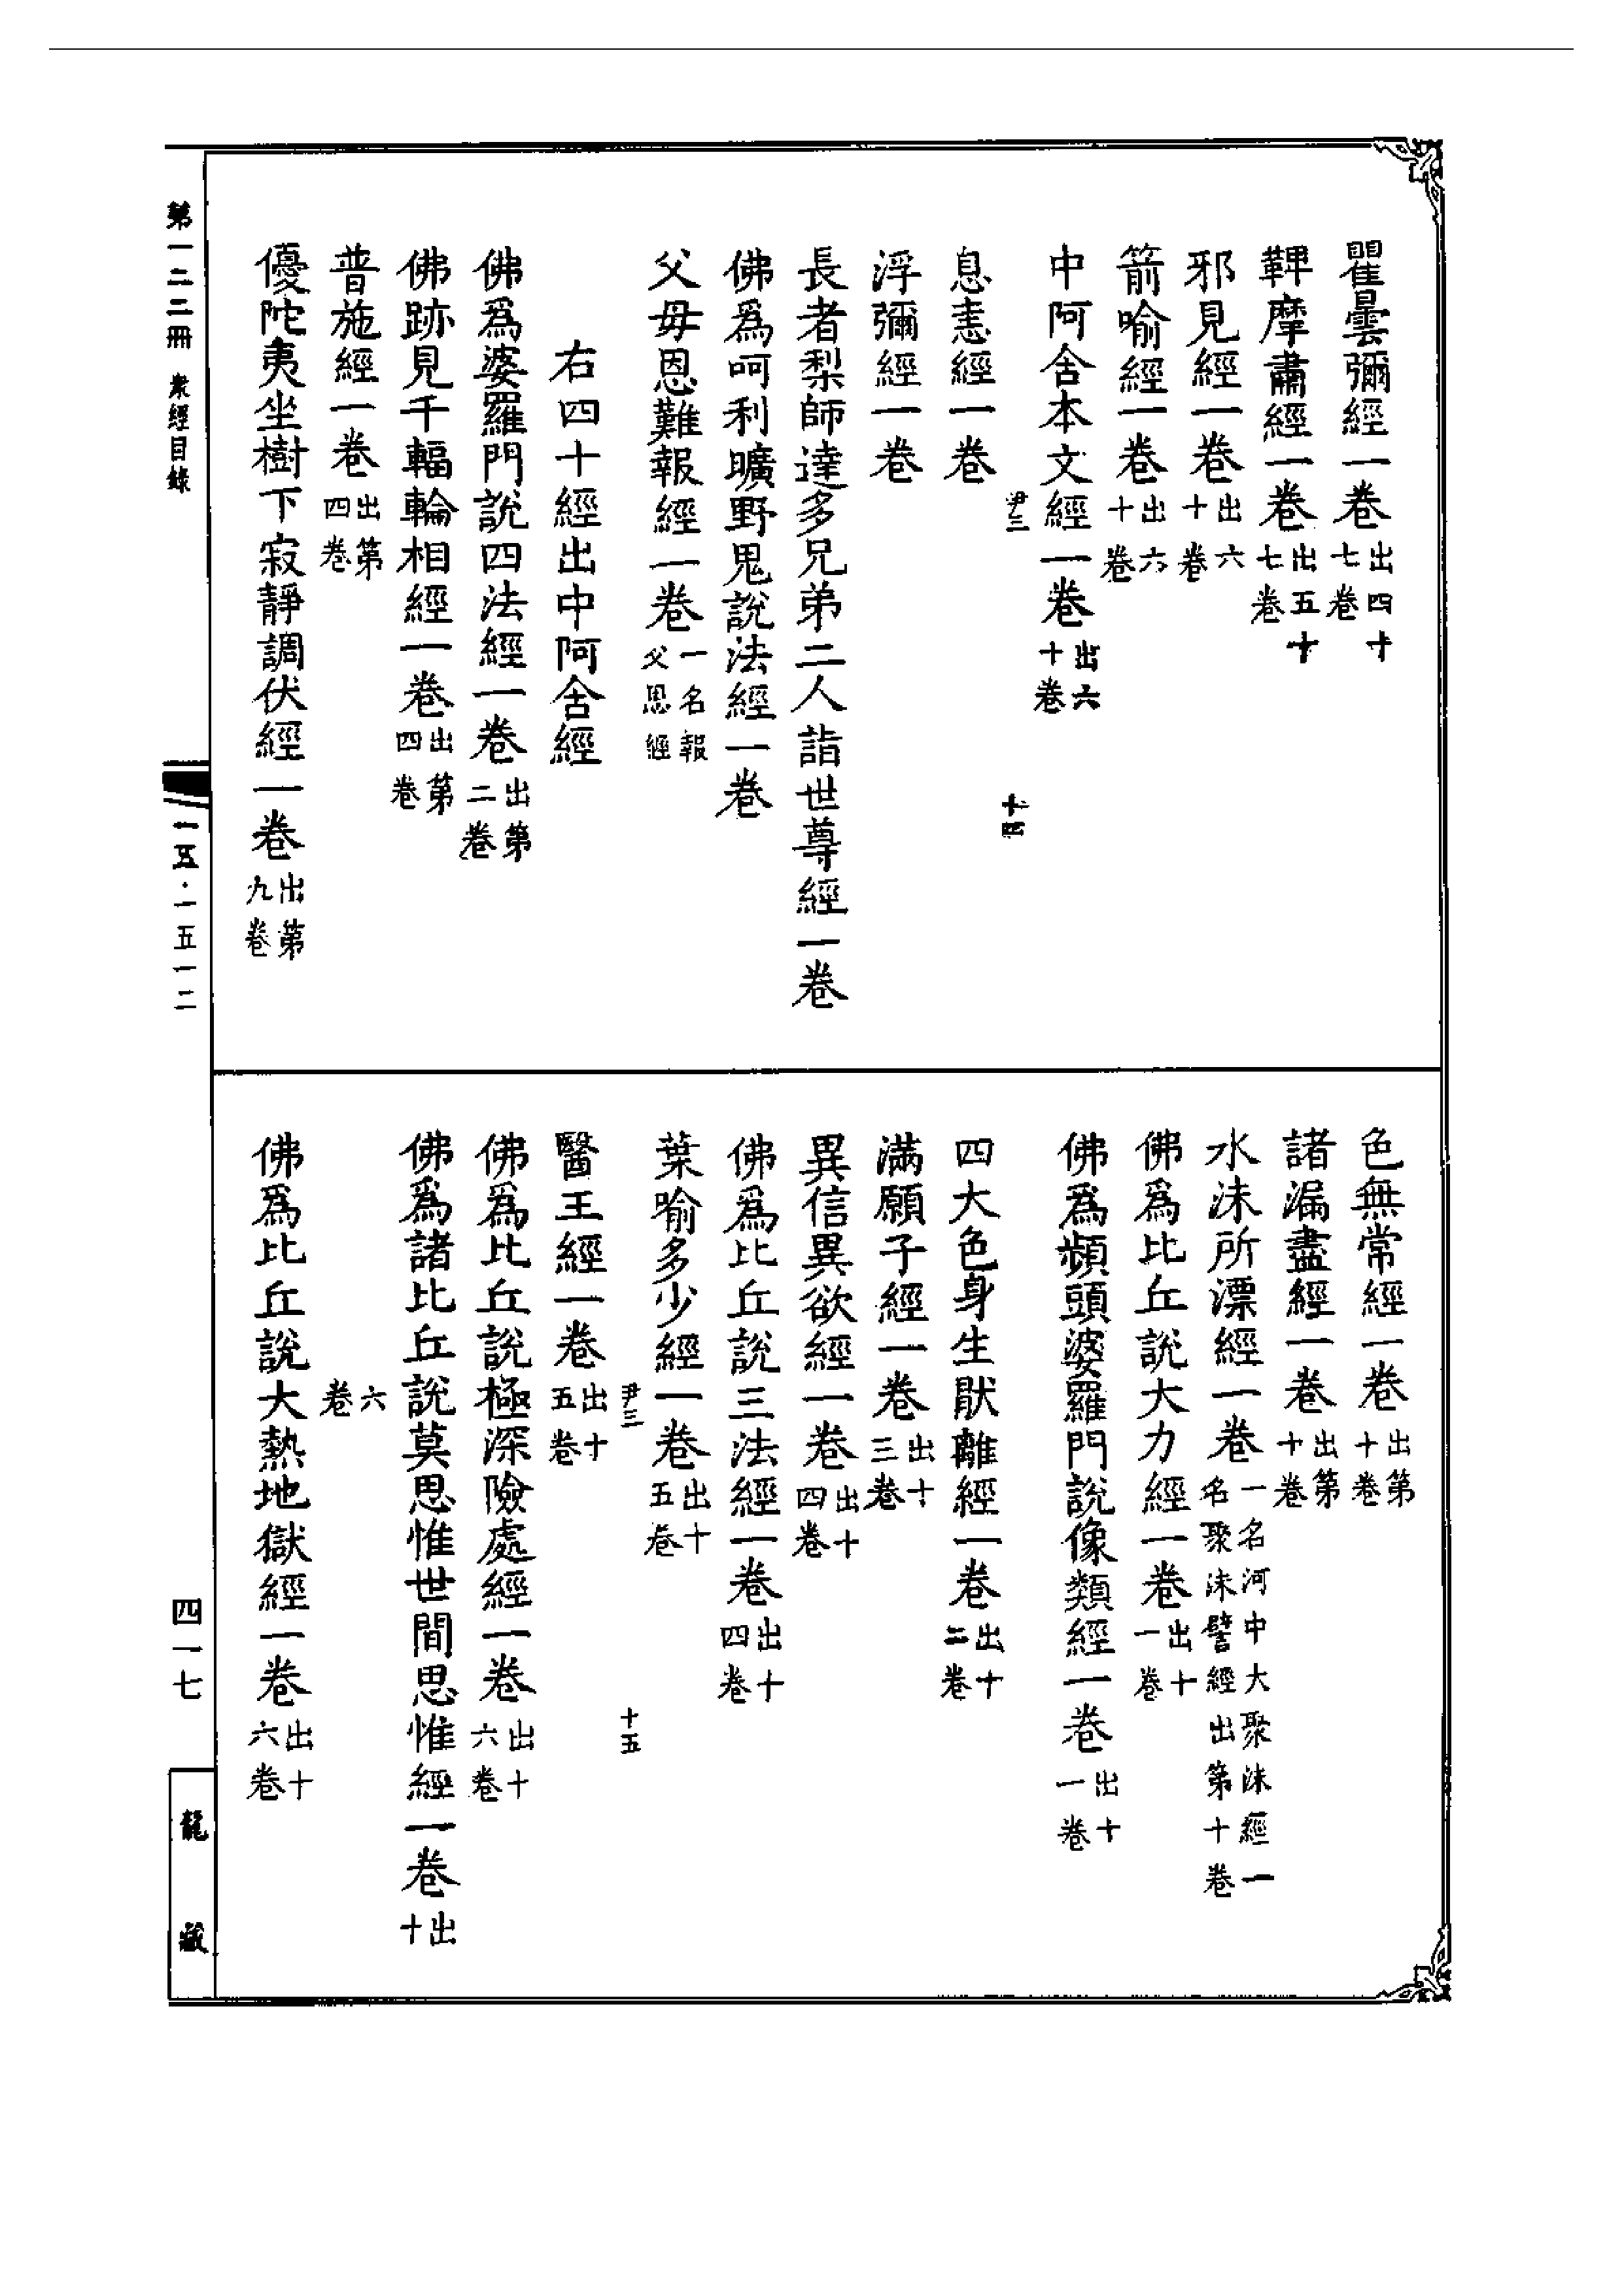 瞿曇彌經一卷出四十七卷
鞞摩肅經一卷出五十七卷
邪見經一卷出六十卷
箭喻經一卷出六十卷
中阿含本文經一卷出六十卷
尹三 十四
息恚經一卷
浮彌經一卷
長者梨師達多兄弟二人詣世尊經一卷
佛爲呵利曠野鬼說法經一卷
父母恩難報經一卷一名報父恩經
右四十經出中阿含經
佛爲婆羅門說四法經一卷出第二卷
佛跡見千輻輪相經一卷出第四卷
普施經一卷出第四卷
優陀夷坐樹下寂靜調伏經一卷出第九卷
色無常經一卷出第十卷
諸漏盡經一卷出第十卷
水沫所漂經一卷一名河中大聚沫經一名聚沫譬經出第十卷
佛爲比丘說大力經一卷出十一卷
佛爲頻頭婆羅門說像類經一卷出十一卷
四大色身生猒離經一卷出十二卷
滿願子經一卷出十三卷
異信異欲經一卷出十四卷
佛爲比丘說三法經一卷出十四卷
葉喻多少經一卷出十五卷
尹三 十五
醫王經一卷出十五卷
佛爲比丘說極深險處經一卷出十六卷
佛爲諸比丘說莫思惟世間思惟經一卷出十
六卷
佛爲比丘說大熱地獄經一卷出十六卷
第一二二冊 衆經目錄
一五·一五一二
四一七
龍藏